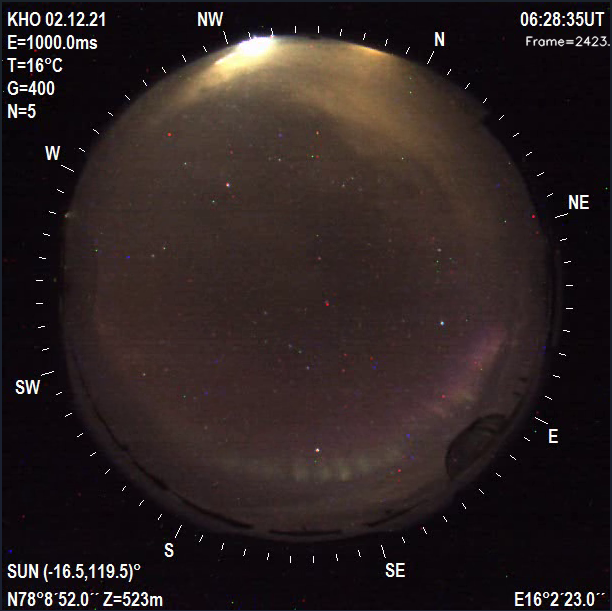 KHO 02.12.21
E=1000.0ms
T=16°C
G=400
N=5
06:28:35UT
Frame=2423.
NW
N
W
NE
SW
E
S
SE
SUN (-16.5,119.5)°
N78°8´52.0´´ Z=523m
E16°2´23.0´´